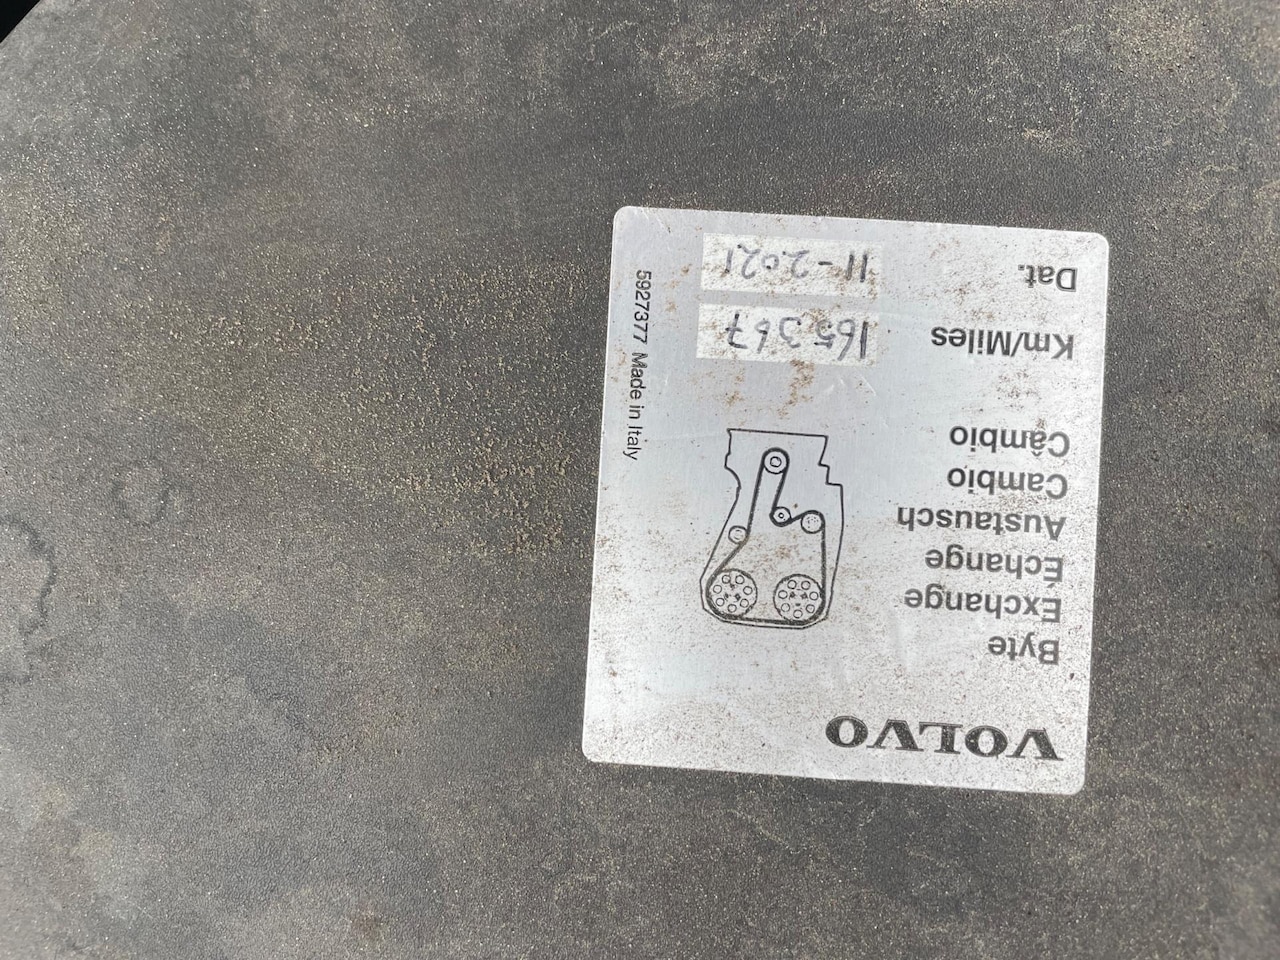 VOLVO
Byte
Exchange
Échange
Austausch
Cambio
Câmbio
Km/Miles 165367
Dat. 11-2021
5927377 Made in Italy